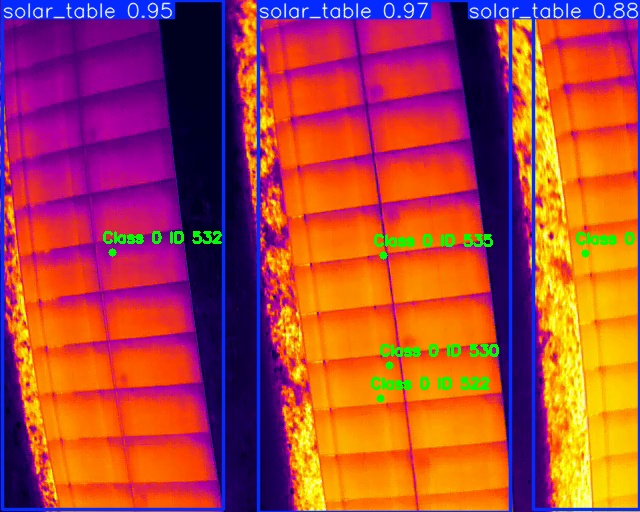 solar_table 0.95
solar_table 0.97
solar_table 0.88
Class 0 ID 532
Class 0 ID 535
Class 0
Class 0 ID 530
Class 0 ID 522